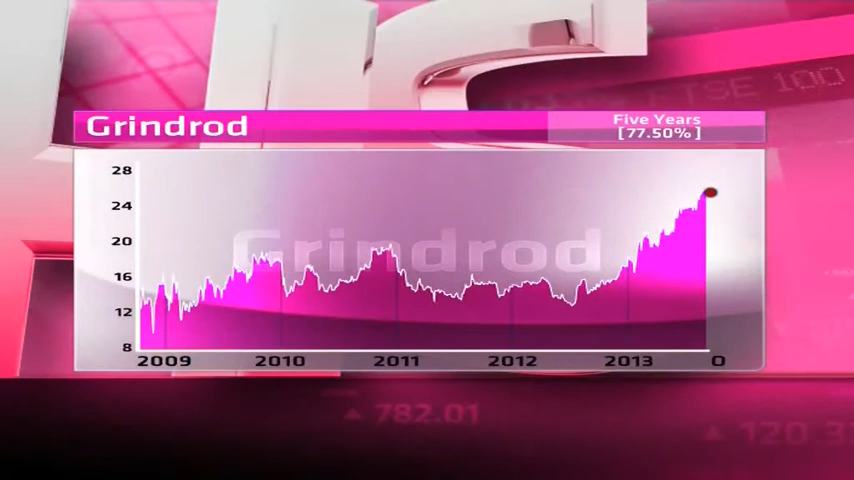 FTSE 100
Grindrod
Five Years
[77.50%]
28
24
20
16
12
8
Grindrod
2009 2010 2011 2012 2013 O
▲ 782.01